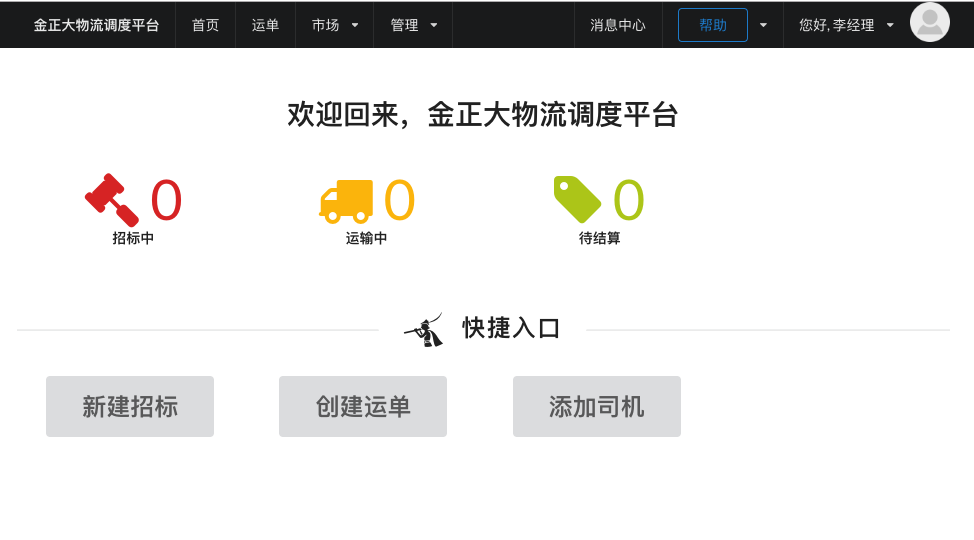 金正大物流调度平台 首页 运单 市场 管理 消息中心 帮助 您好, 李经理
欢迎回来，金正大物流调度平台
0 0 0
招标中 运输中 待结算
快捷入口
新建招标 创建运单 添加司机